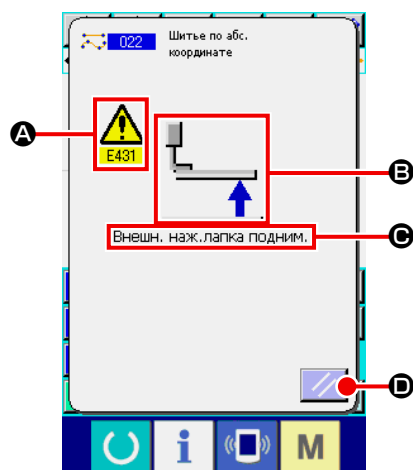 022
Шитье по абс.
координате
A
E431
B
Внешн. наж.лапка подним.
C
D
i
M